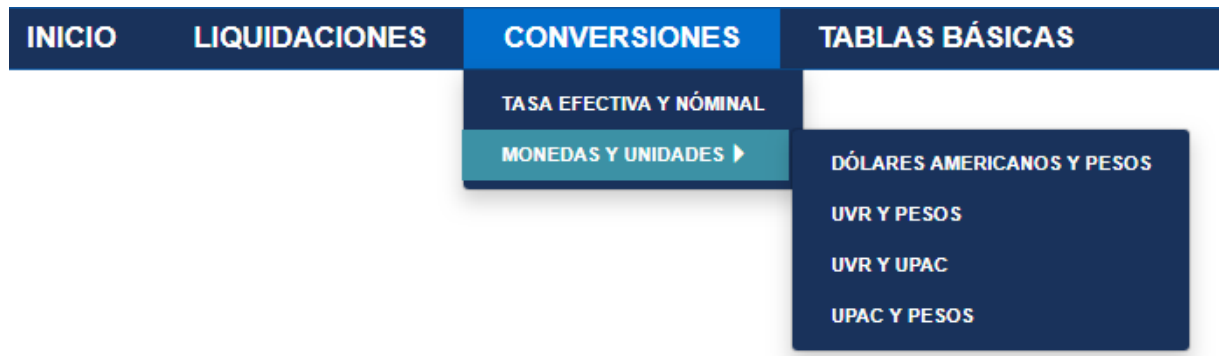 INICIO LIQUIDACIONES CONVERSIONES TABLAS BÁSICAS
TASA EFECTIVA Y NÓMINAL
MONEDAS Y UNIDADES
DÓLARES AMERICANOS Y PESOS
UVR Y PESOS
UVR Y UPAC
UPAC Y PESOS